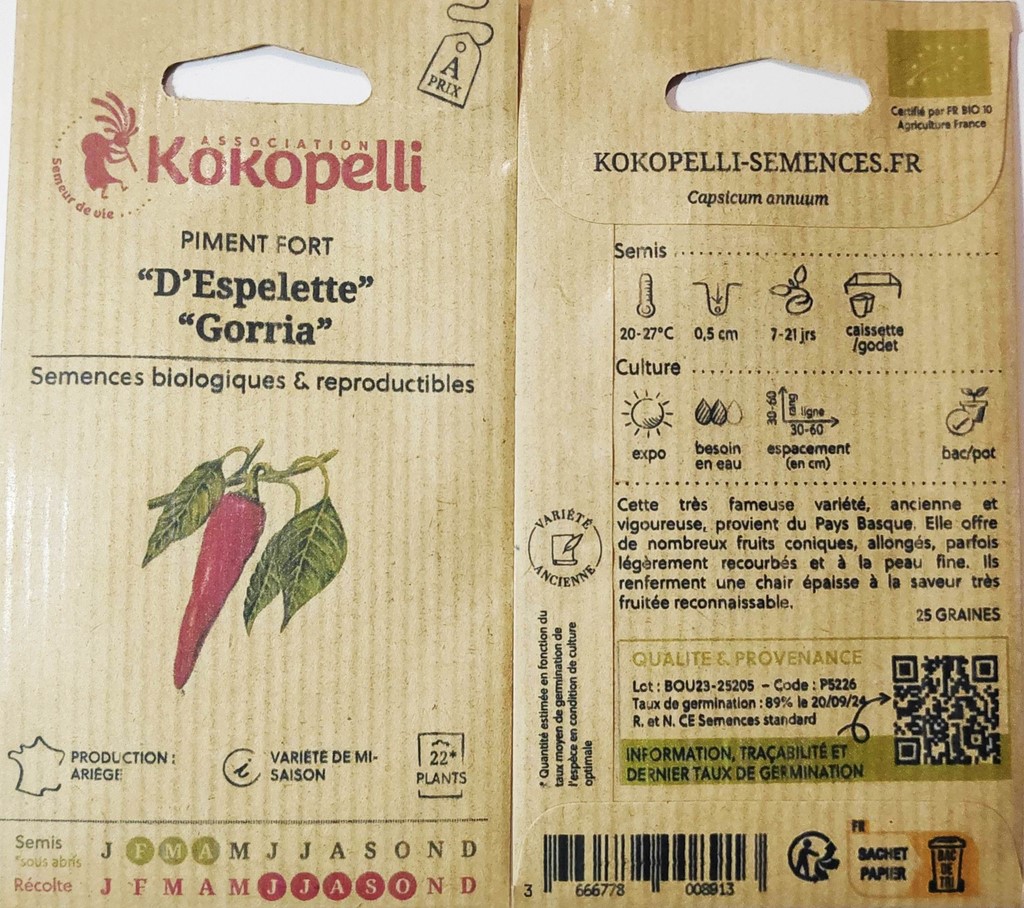 A
PRIX
ASSOCIATION
Kokopelli
Semeur de vie
PIMENT FORT
“D’Espelette”
“Gorria”
Semences biologiques & reproductibles
PRODUCTION :
ARIÈGE
VARIÉTÉ DE MI-
SAISON
22*
PLANTS
Semis J F M A M J J A S O N D
*sous abris
Récolte J F M A M J J A S O N D
Certifié par FR BIO 10
Agriculture France
KOKOPELLI-SEMENCES.FR
Capsicum annuum
Semis
20-27°C 0,5 cm 7-21 jrs caissette
/godet
Culture
30-60
rang
ligne
30-60
expo besoin
en eau
espacement
(en cm)
bac/pot
VARIÉTÉ
ANCIENNE
Cette très fameuse variété, ancienne et
vigoureuse, provient du Pays Basque. Elle offre
de nombreux fruits coniques, allongés, parfois
légèrement recourbés et à la peau fine. Ils
renferment une chair épaisse à la saveur très
fruitée reconnaissable.
25 GRAINES
* Quantité estimée en fonction du
taux moyen de germination de
l'espèce en condition de culture
optimale
QUALITÉ & PROVENANCE
Lot : BOU23-25205 - Code : P5226
Taux de germination : 89% le 20/09/24
R. et N. CE Semences standard
INFORMATION, TRAÇABILITÉ ET
DERNIER TAUX DE GERMINATION
3 666778 008913
FR
SACHET
PAPIER
BAC
DE
TRI